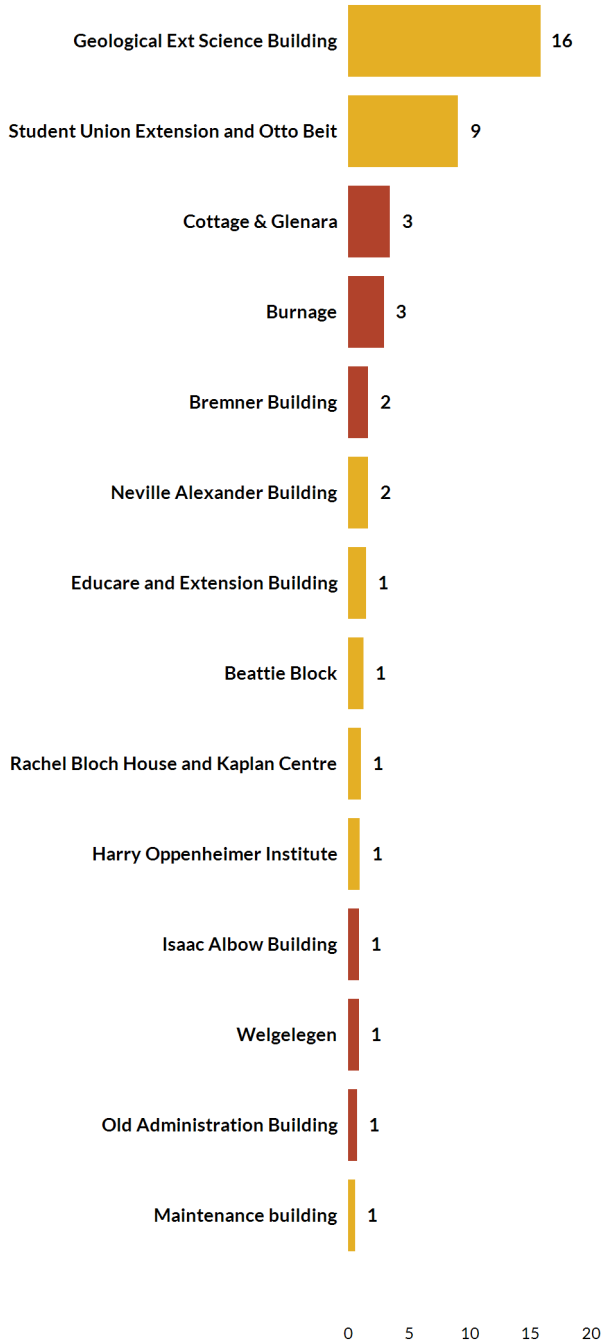 Geological Ext Science Building 16
Student Union Extension and Otto Beit 9
Cottage & Glenara 3
Burnage 3
Bremner Building 2
Neville Alexander Building 2
Educare and Extension Building 1
Beattie Block 1
Rachel Bloch House and Kaplan Centre 1
Harry Oppenheimer Institute 1
Isaac Albow Building 1
Welgelegen 1
Old Administration Building 1
Maintenance building 1
0 5 10 15 20